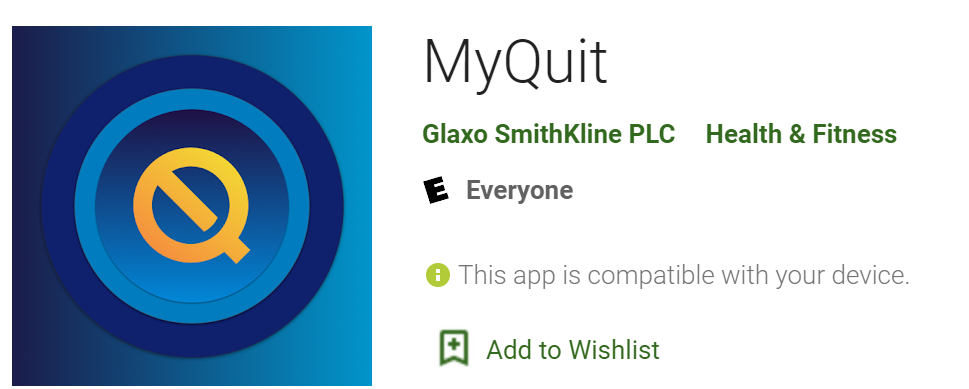 MyQuit
Glaxo SmithKline PLC Health & Fitness
E Everyone
This app is compatible with your device.
Add to Wishlist